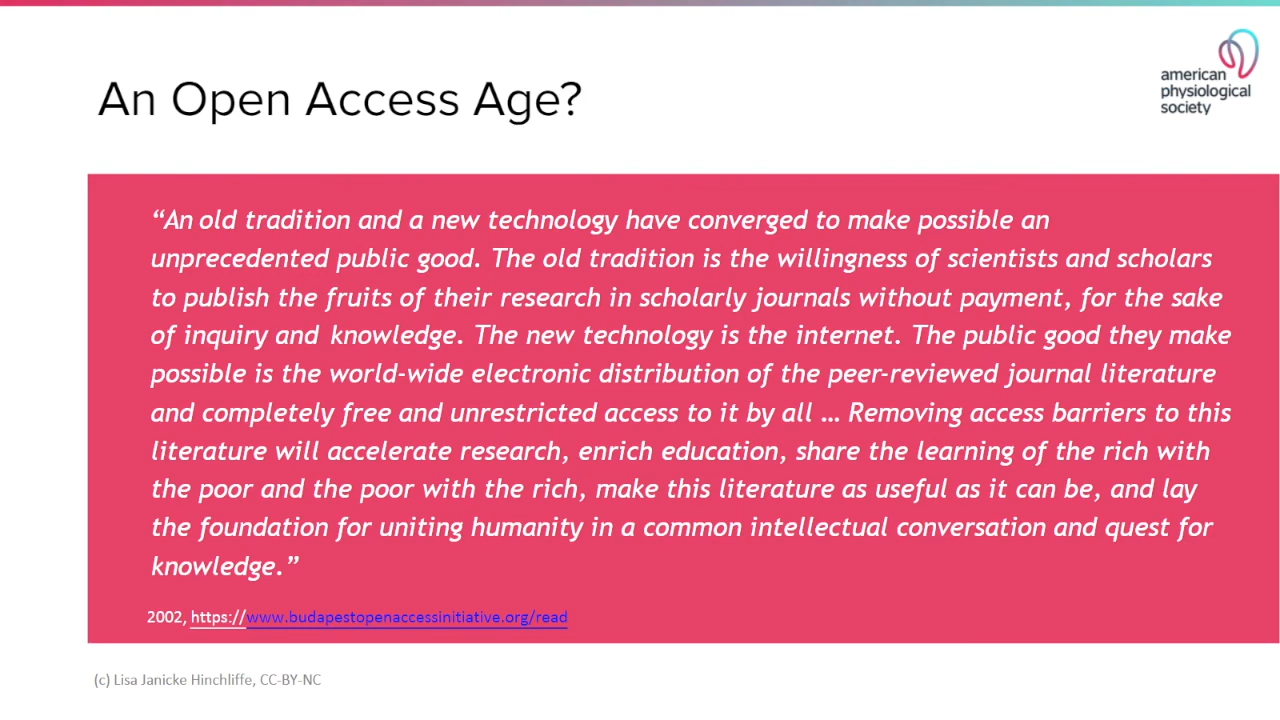 An Open Access Age?
american
physiological
society
“An old tradition and a new technology have converged to make possible an
unprecedented public good. The old tradition is the willingness of scientists and scholars
to publish the fruits of their research in scholarly journals without payment, for the sake
of inquiry and knowledge. The new technology is the internet. The public good they make
possible is the world-wide electronic distribution of the peer-reviewed journal literature
and completely free and unrestricted access to it by all … Removing access barriers to this
literature will accelerate research, enrich education, share the learning of the rich with
the poor and the poor with the rich, make this literature as useful as it can be, and lay
the foundation for uniting humanity in a common intellectual conversation and quest for
knowledge.”
2002, https://www.budapestopenaccessinitiative.org/read
(c) Lisa Janicke Hinchliffe, CC-BY-NC